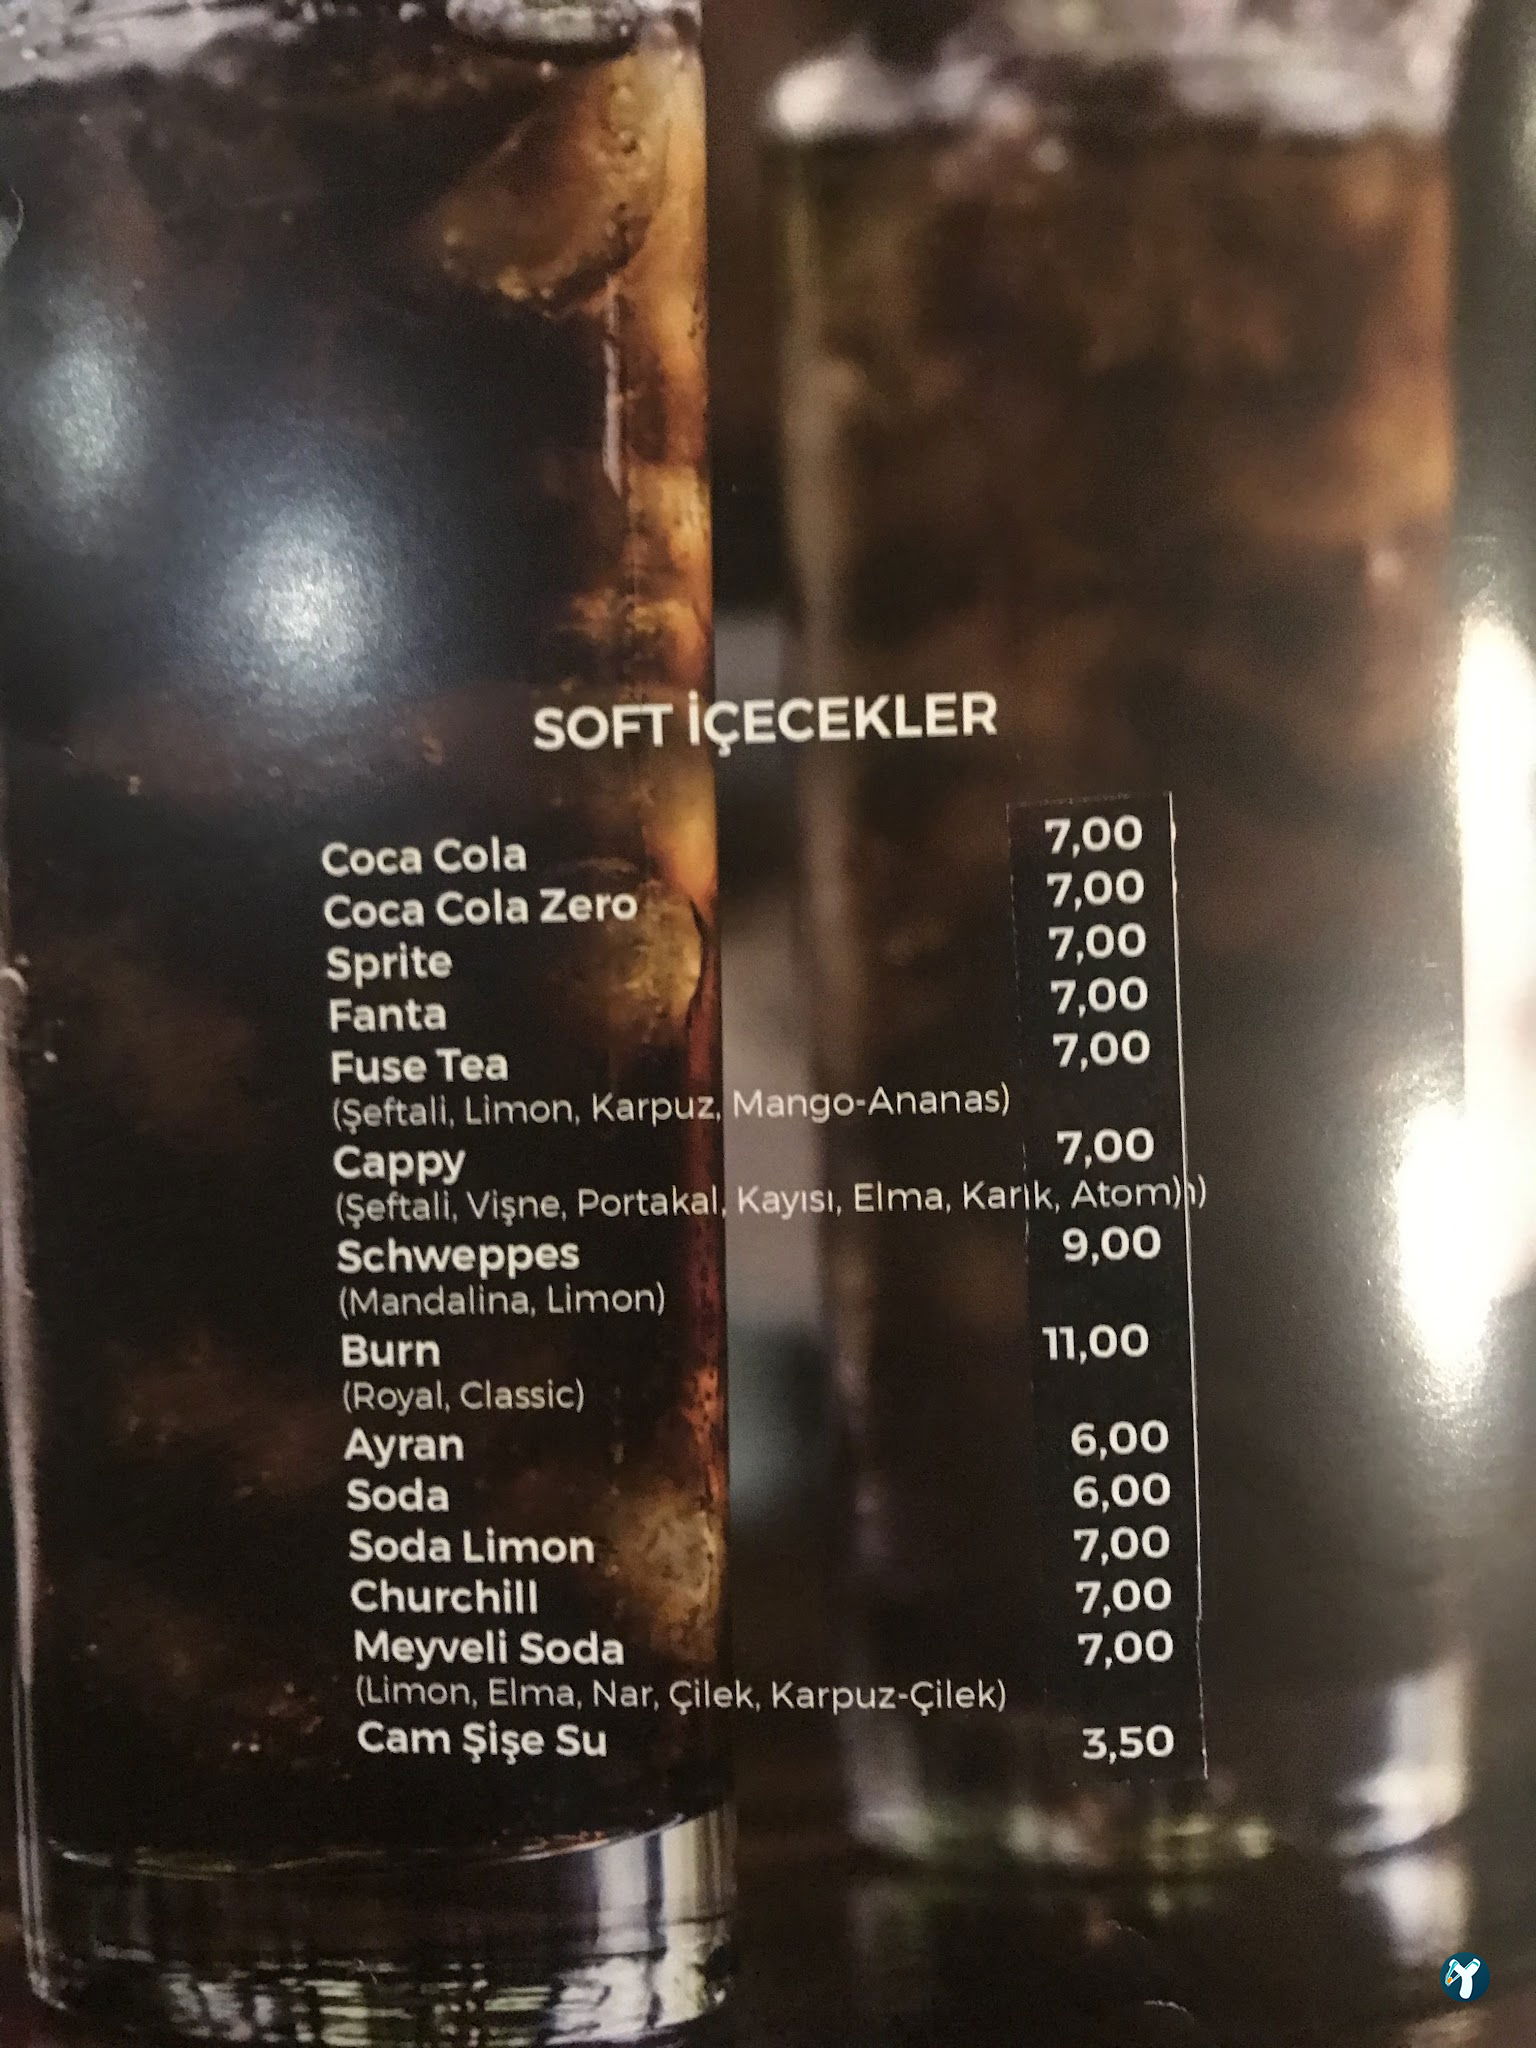 SOFT İÇECEKLER
Coca Cola 7,00
Coca Cola Zero 7,00
Sprite 7,00
Fanta 7,00
Fuse Tea 7,00
(Şeftali, Limon, Karpuz, Mango-Ananas)
Cappy 7,00
(Şeftali, Vişne, Portakal, Kayısı, Elma, Karık, Atom)
Schweppes 9,00
(Mandalina, Limon)
Burn 11,00
(Royal, Classic)
Ayran 6,00
Soda 6,00
Soda Limon 7,00
Churchill 7,00
Meyveli Soda 7,00
(Limon, Elma, Nar, Çilek, Karpuz-Çilek)
Cam Şişe Su 3,50